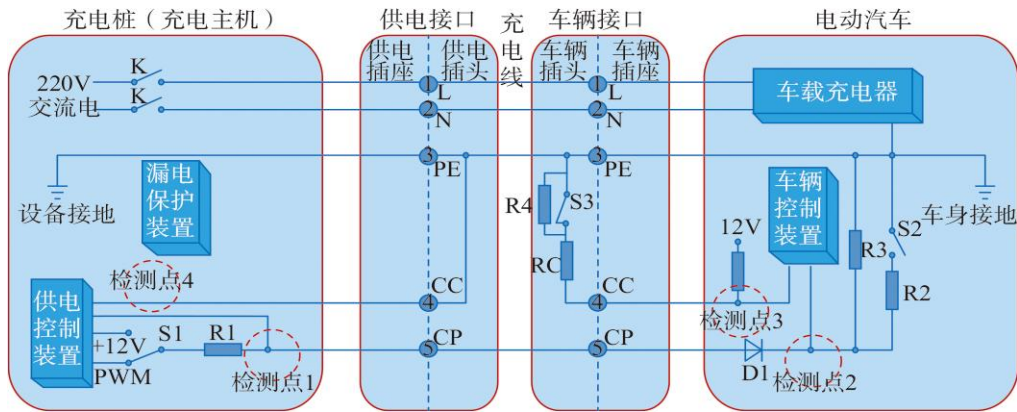 充电桩（充电主机）
供电接口
充电线
车辆接口
电动汽车
供电插座
供电插头
车辆插头
车辆插座
220V
交流电
K
K
1
L
2
N
3
PE
1
L
2
N
3
PE
车载充电器
设备接地
漏电保护装置
R4
S3
RC
12V
车辆控制装置
R3
S2
R2
车身接地
检测点4
供电控制装置
+12V
PWM
S1
R1
检测点1
4
CC
5
CP
4
CC
5
CP
检测点3
D1
检测点2